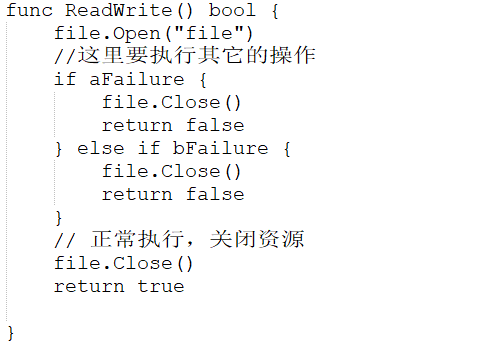 func ReadWrite() bool {
    file.Open("file")
    //这里要执行其它的操作
    if aFailure {
        file.Close()
        return false
    } else if bFailure {
        file.Close()
        return false
    }
    // 正常执行，关闭资源
    file.Close()
    return true
}